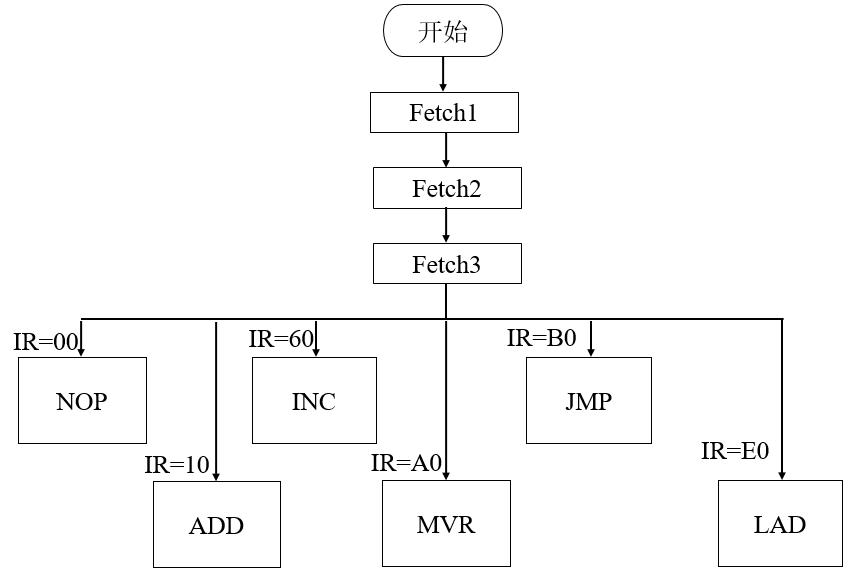 开始
Fetch1
Fetch2
Fetch3
IR=00
IR=60
IR=B0
NOP
INC
JMP
IR=10
IR=A0
IR=E0
ADD
MVR
LAD